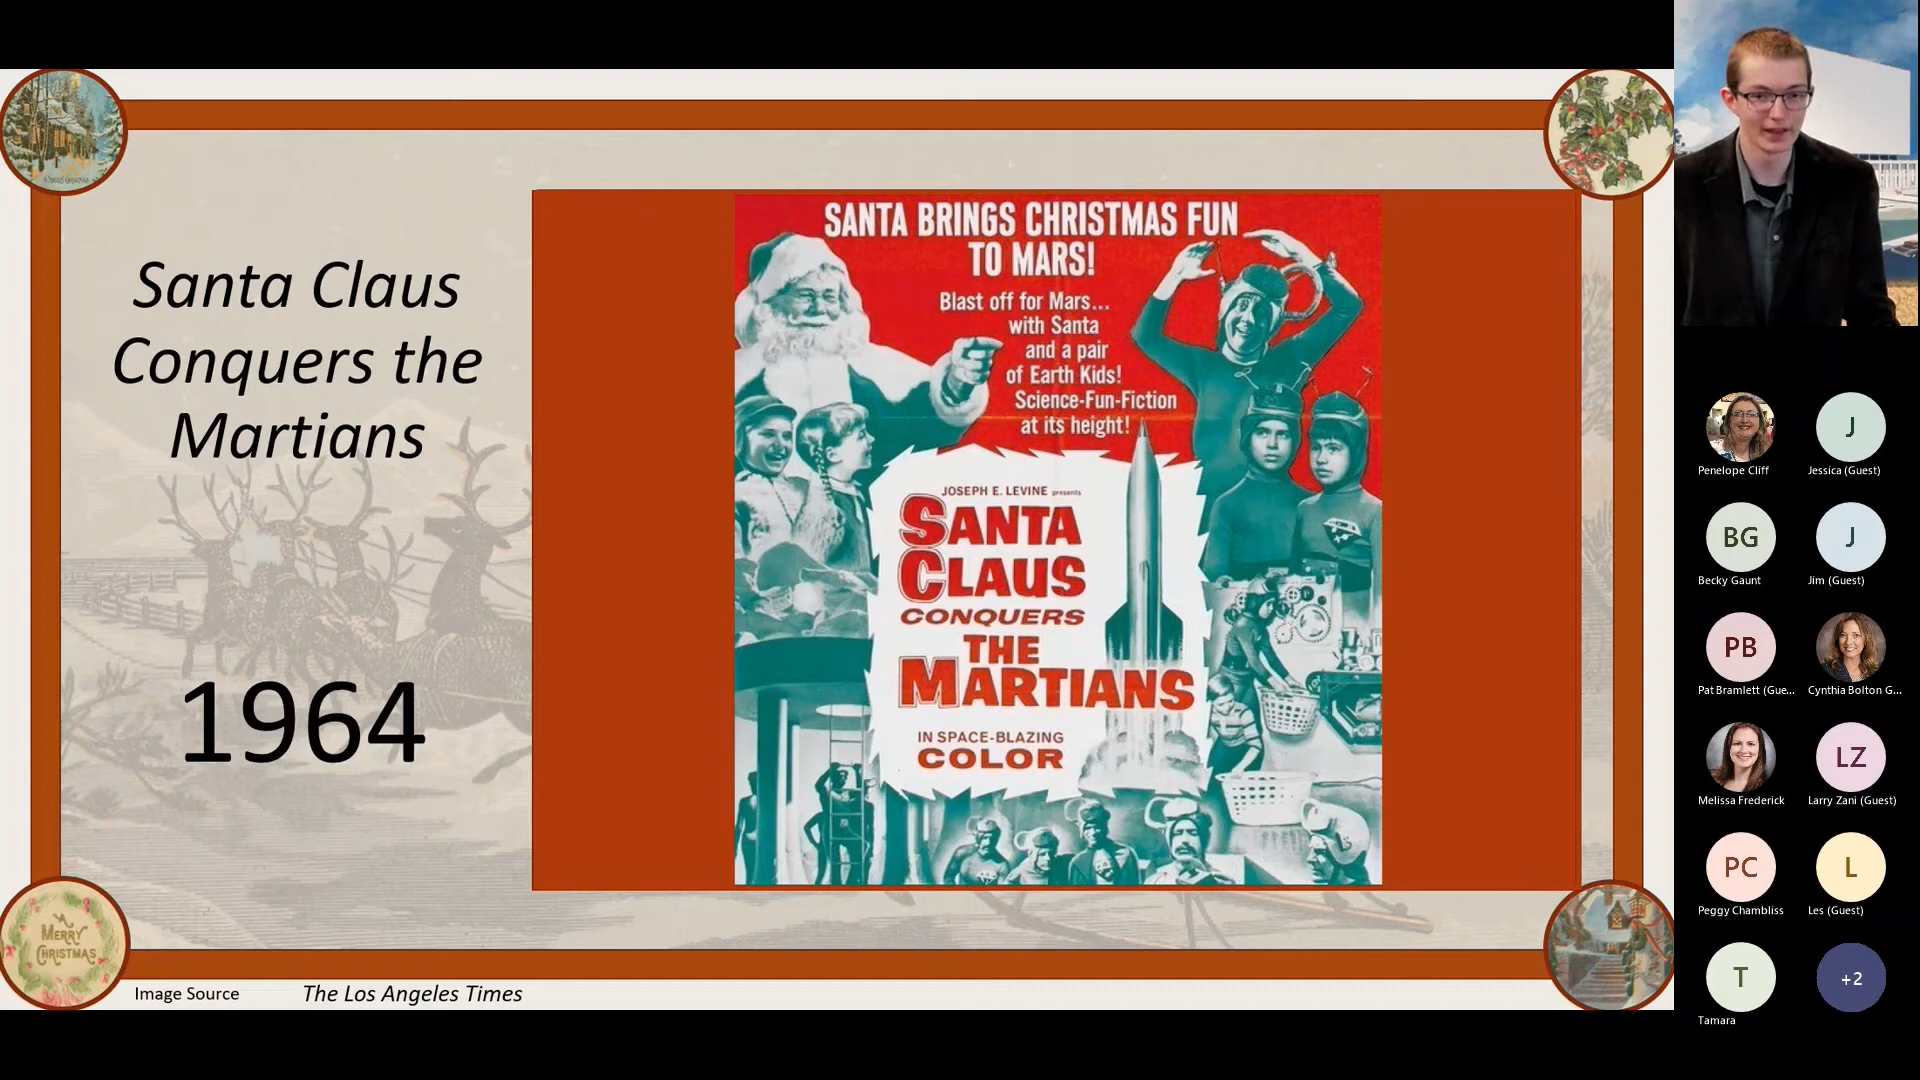 Santa Claus
Conquers the
Martians
1964
SANTA BRINGS CHRISTMAS FUN
TO MARS!
Blast off for Mars...
with Santa
and a pair
of Earth Kids!
Science-Fun-Fiction
at its height!
JOSEPH E. LEVINE presents
SANTA
CLAUS
CONQUERS
THE
MARTIANS
IN SPACE-BLAZING
COLOR
A
MERRY
CHRISTMAS
Image Source
The Los Angeles Times
Penelope Cliff
J
Jessica (Guest)
BG
Becky Gaunt
J
Jim (Guest)
PB
Pat Bramlett (Gue...
Cynthia Bolton G...
Melissa Frederick
LZ
Larry Zani (Guest)
PC
Peggy Chambliss
L
Les (Guest)
T
Tamara
+2